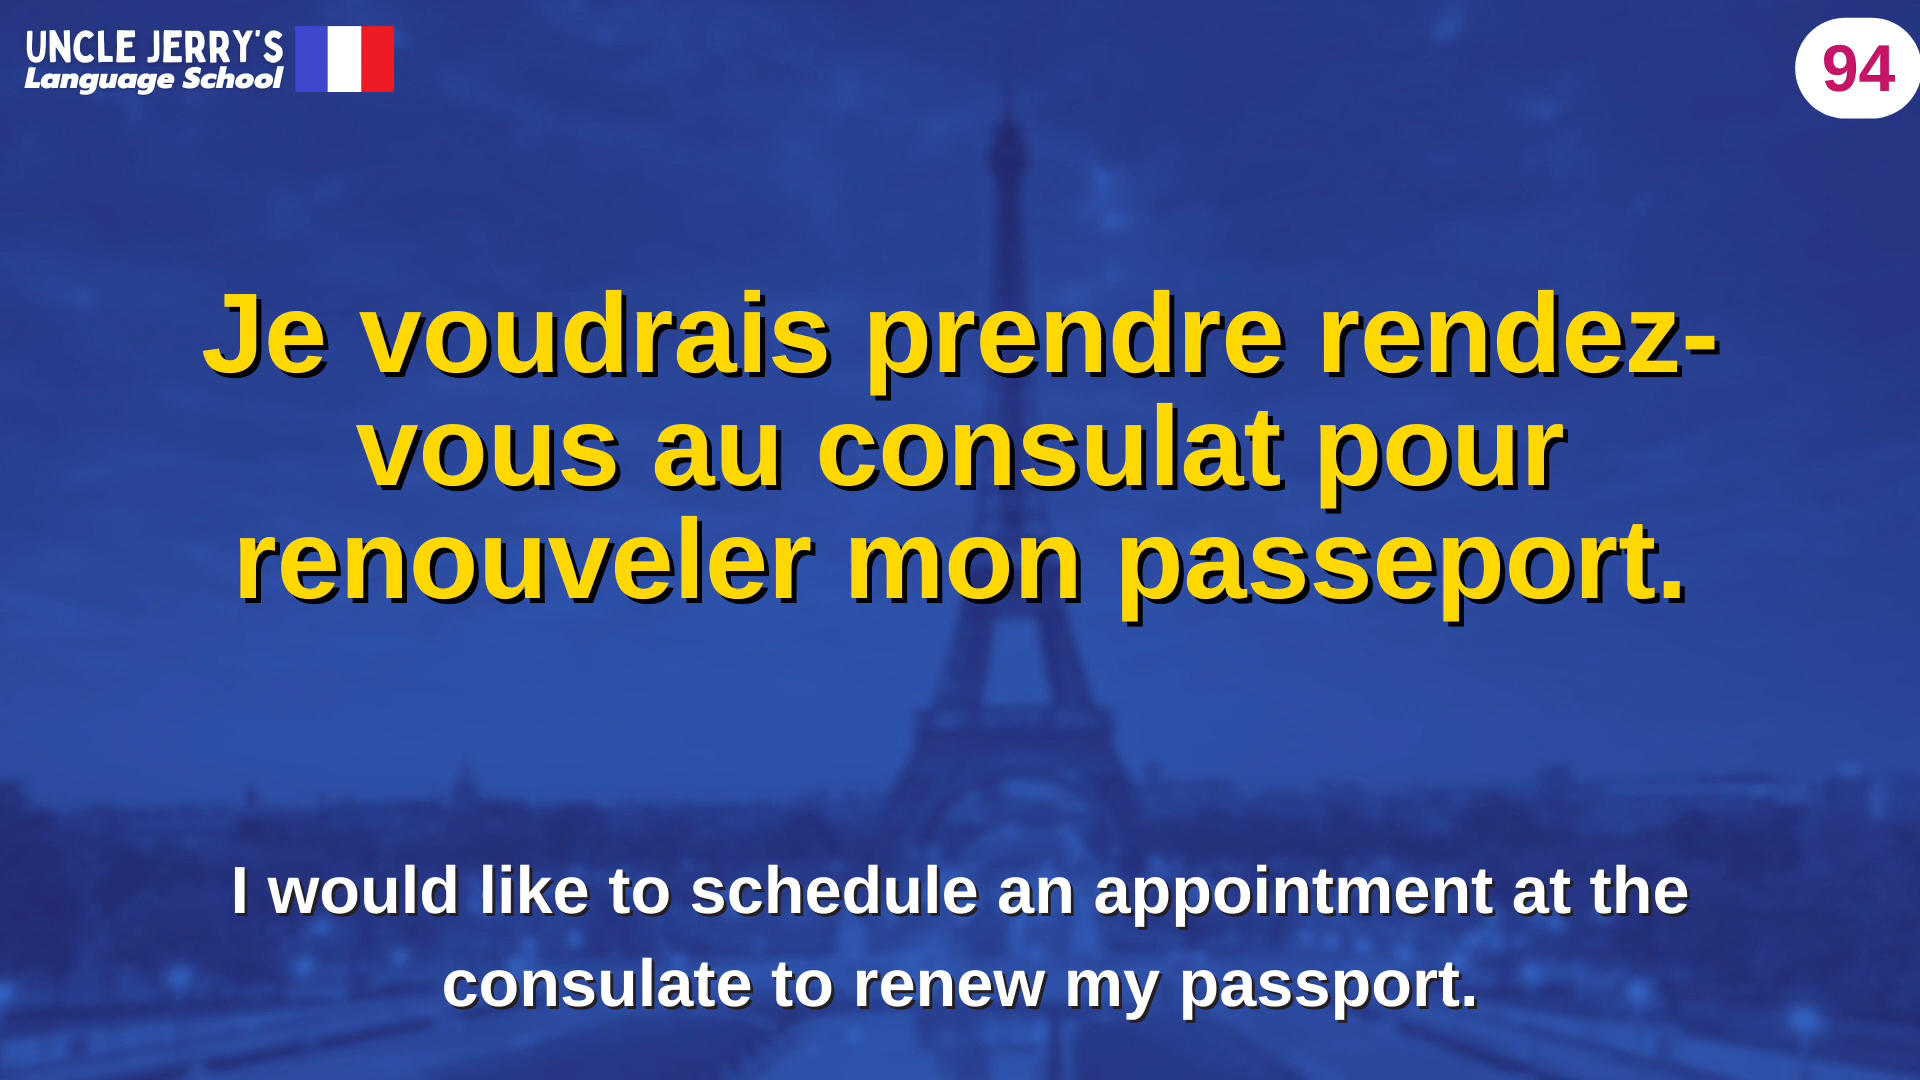 UNCLE JERRY'S
Language School
94
Je voudrais prendre rendez-
vous au consulat pour
renouveler mon passeport.
I would like to schedule an appointment at the
consulate to renew my passport.